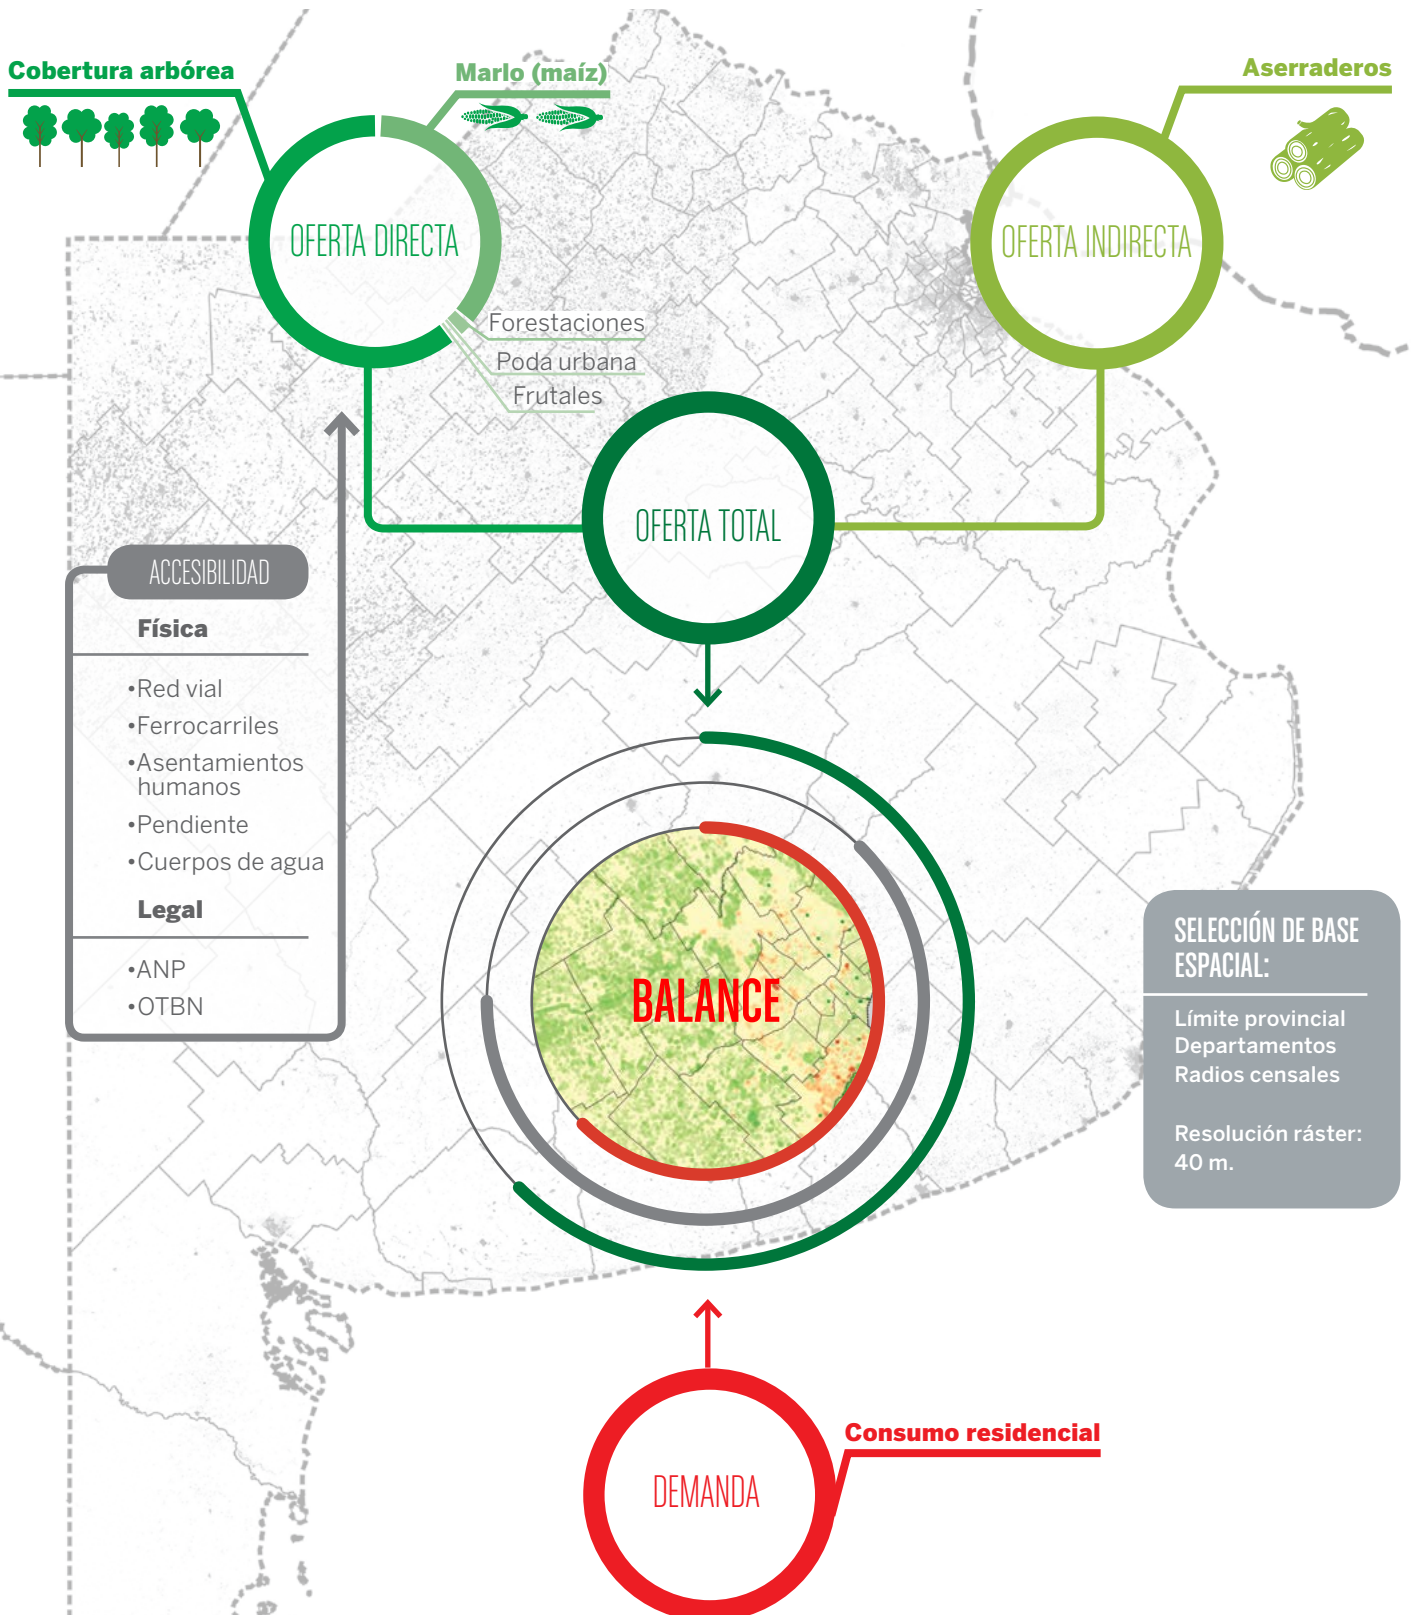 Cobertura arbórea
Marlo (maíz)
Aserraderos
OFERTA DIRECTA
OFERTA INDIRECTA
Forestaciones
Poda urbana
Frutales
OFERTA TOTAL
ACCESIBILIDAD
Física
•Red vial
•Ferrocarriles
•Asentamientos
humanos
•Pendiente
•Cuerpos de agua
Legal
•ANP
•OTBN
BALANCE
SELECCIÓN DE BASE
ESPACIAL:
Límite provincial
Departamentos
Radios censales
Resolución ráster:
40 m.
Consumo residencial
DEMANDA